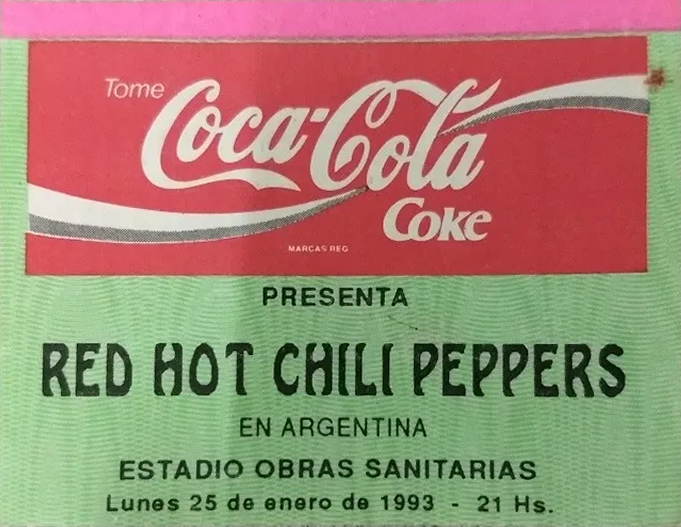 Tome
Coca-Cola
Coke
MARCAS REG
PRESENTA
RED HOT CHILI PEPPERS
EN ARGENTINA
ESTADIO OBRAS SANITARIAS
Lunes 25 de enero de 1993 - 21 Hs.